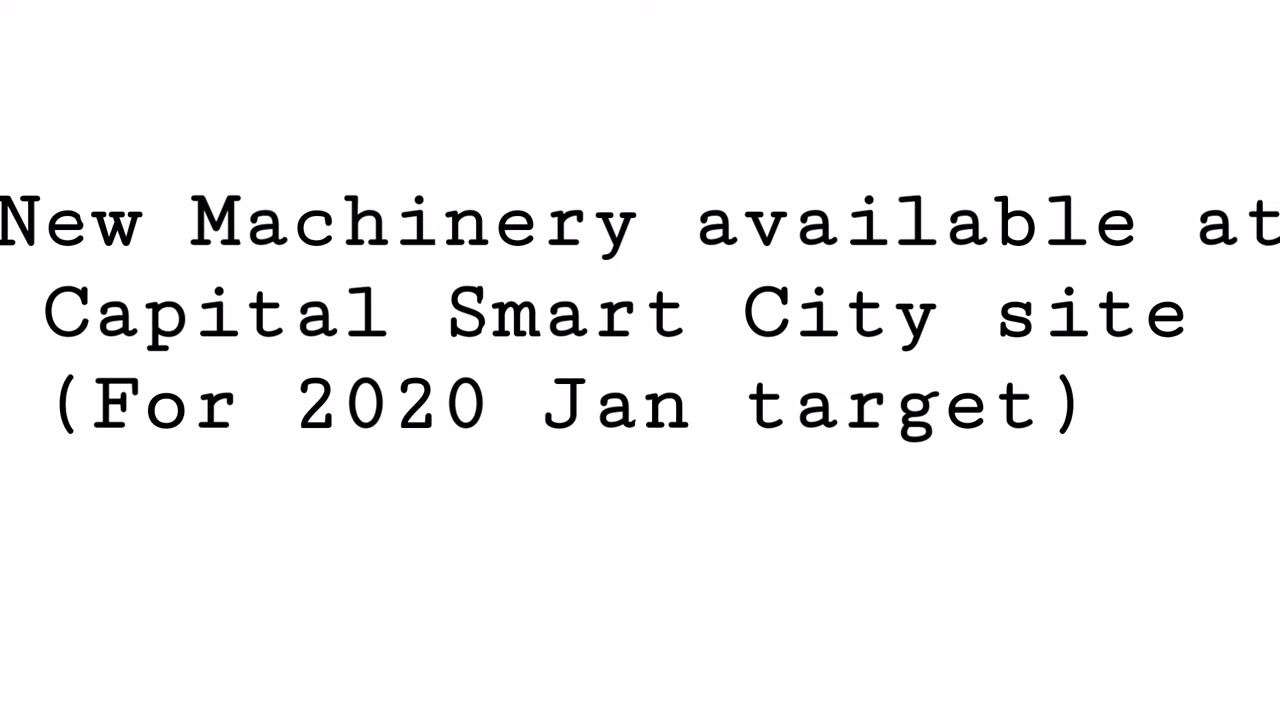 New Machinery available at
Capital Smart City site
(For 2020 Jan target)